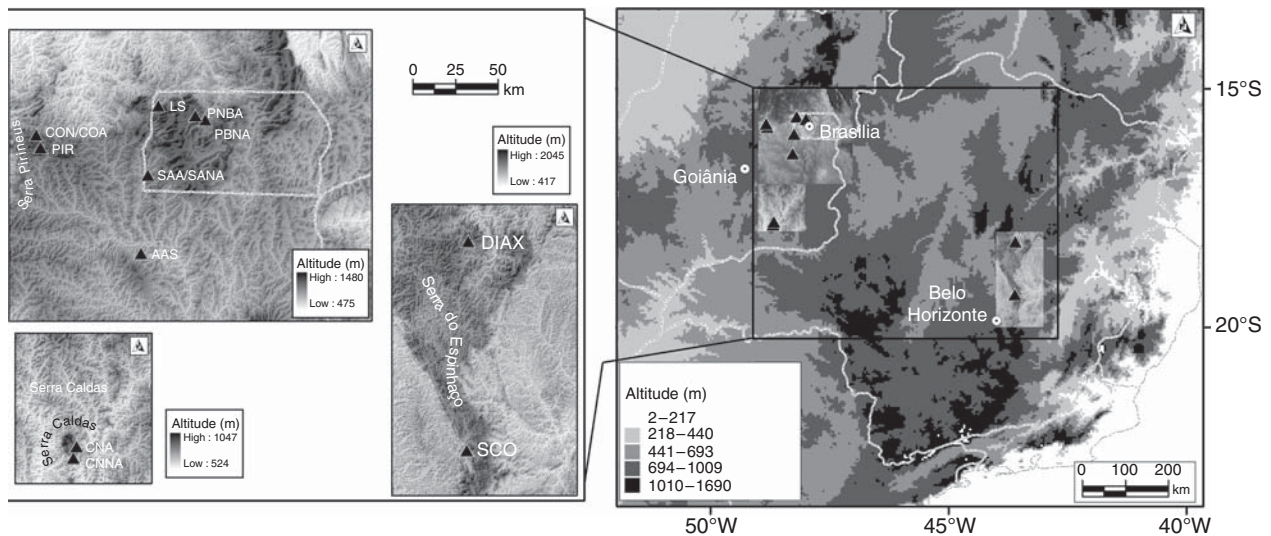 LS
PNBA
PBNA
CON/COA
PIR
Serra Pirineus
SAA/SANA
AAS
Altitude (m)
High : 1480
Low : 475
0 25 50
km
Altitude (m)
High : 2045
Low : 417
DIAX
Serra do Espinhaço
SCO
Serra Caldas
Serra Caldas
CNA
CNNA
Altitude (m)
High : 1047
Low : 524
15°S
Brasília
Goiânia
Belo
Horizonte
20°S
Altitude (m)
2–217
218–440
441–693
694–1009
1010–1690
0 100 200
km
50°W
45°W
40°W